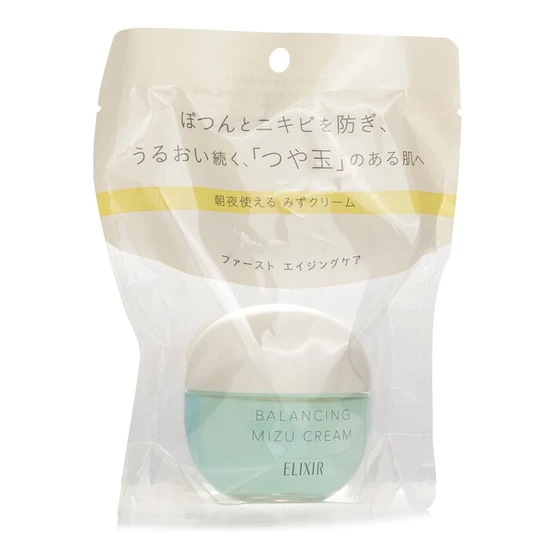 ぽつんとニキビを防ぎ、
うるおい続く、「つや玉」のある肌へ
朝夜使える みずクリーム
ファースト エイジングケア
BALANCING
MIZU CREAM
ELIXIR